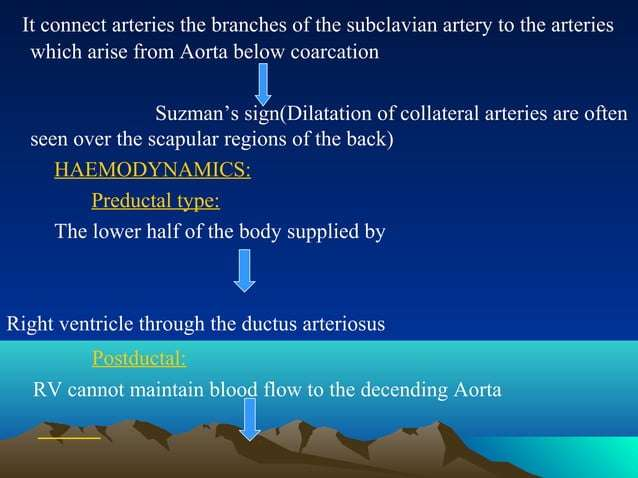 It connect arteries the branches of the subclavian artery to the arteries
which arise from Aorta below coarcation
Suzman's sign(Dilatation of collateral arteries are often
seen over the scapular regions of the back)
HAEMODYNAMICS:
Preductal type:
The lower half of the body supplied by
Right ventricle through the ductus arteriosus
Postductal:
RV cannot maintain blood flow to the decending Aorta